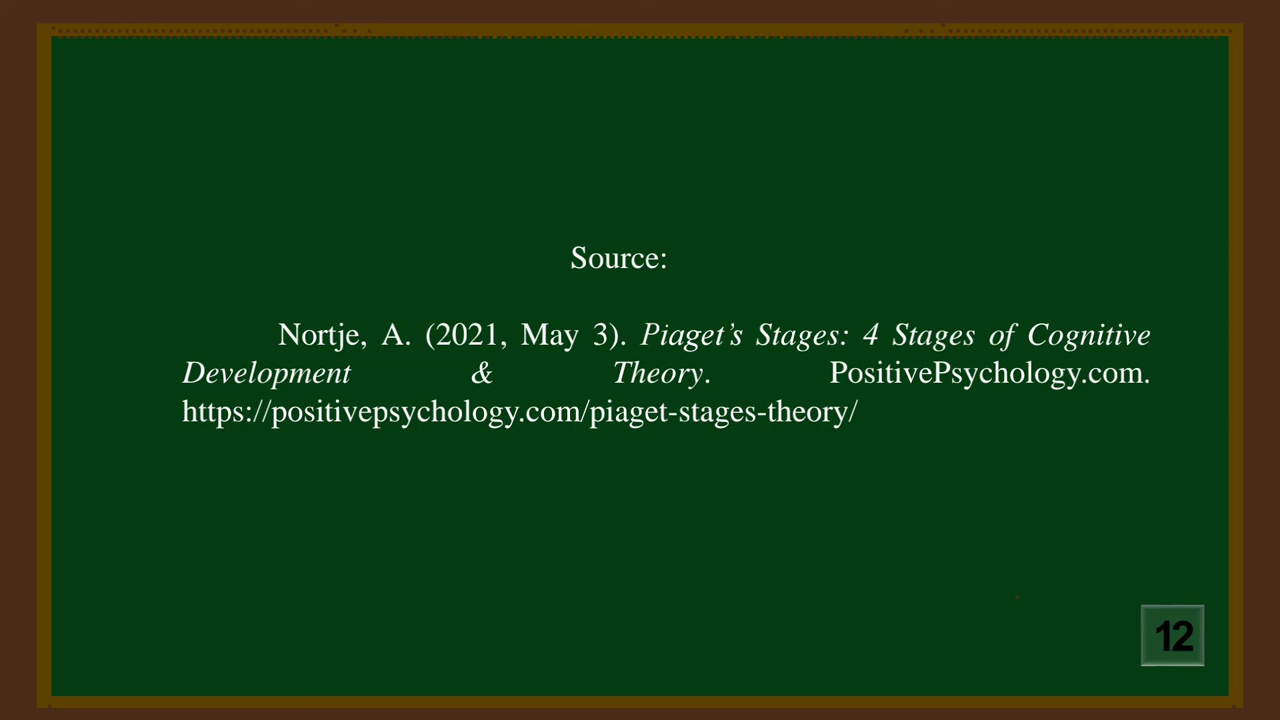 Source:
Nortje, A. (2021, May 3). Piaget’s Stages: 4 Stages of Cognitive
Development & Theory. PositivePsychology.com.
https://positivepsychology.com/piaget-stages-theory/
12